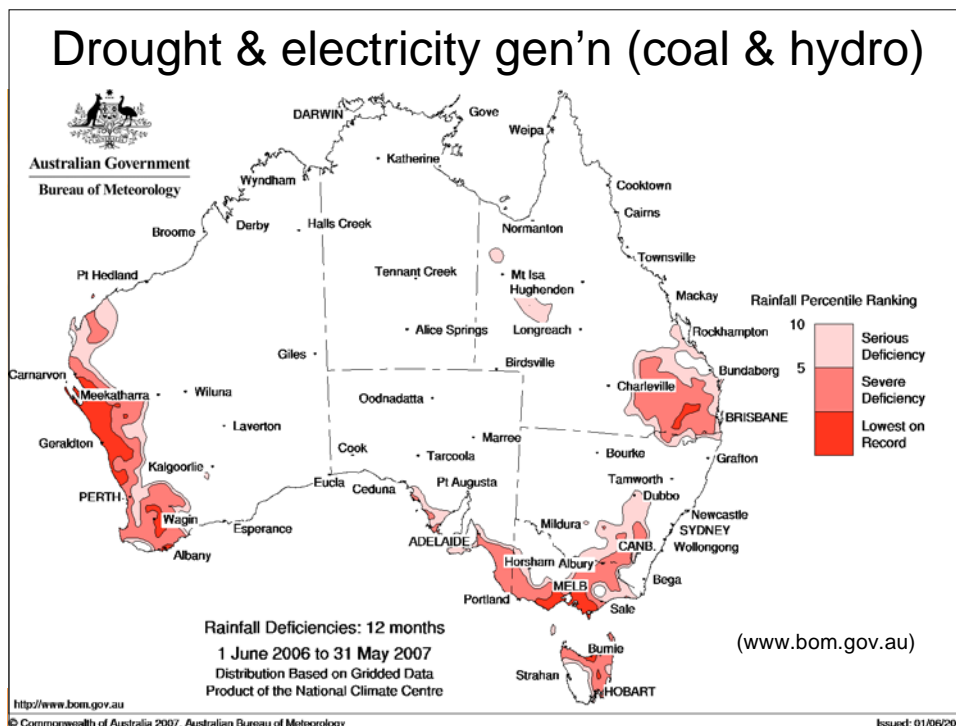 Drought & electricity gen’n (coal & hydro)
Australian Government
Bureau of Meteorology
DARWIN
Gove
Weipa
Katherine
Wyndham
Cooktown
Cairns
Broome
Derby
Halls Creek
Normanton
Townsville
Pt Hedland
Tennant Creek
Mt Isa
Hughenden
Mackay
Rainfall Percentile Ranking
10
Serious
Deficiency
5
Severe
Deficiency
Lowest on
Record
Rockhampton
Alice Springs
Longreach
Giles
Birdsville
Carnarvon
Bundaberg
Meekatharra
Wiluna
Oodnadatta
Charleville
BRISBANE
Laverton
Geraldton
Marree
Cook
Tarcoola
Bourke
Grafton
Kalgoorlie
Eucla
Ceduna
Pt Augusta
Tamworth
Dubbo
PERTH
Newcastle
Wagin
Esperance
Mildura
SYDNEY
ADELAIDE
CANB.
Wollongong
Albany
Horsham
Albury
MELB
Bega
Portland
Sale
Rainfall Deficiencies: 12 months
1 June 2006 to 31 May 2007
Distribution Based on Gridded Data
Product of the National Climate Centre
Burnie
Strahan
HOBART
(www.bom.gov.au)
http://www.bom.gov.au
© Commonwealth of Australia 2007, Australian Bureau of Meteorology
Issued: 01/06/20